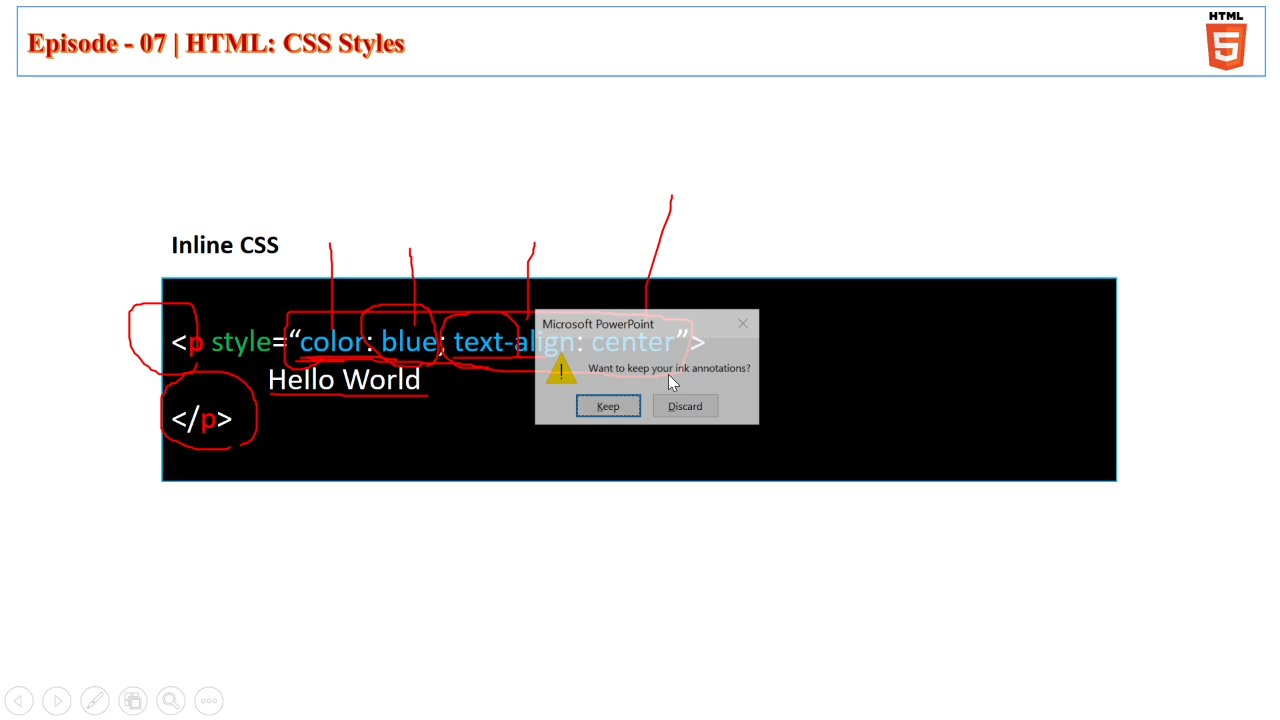 HTML
Episode - 07 | HTML: CSS Styles
Inline CSS
<p style=“color: blue; text-align: center”>
Hello World
</p>
Microsoft PowerPoint
Want to keep your ink annotations?
Keep Discard